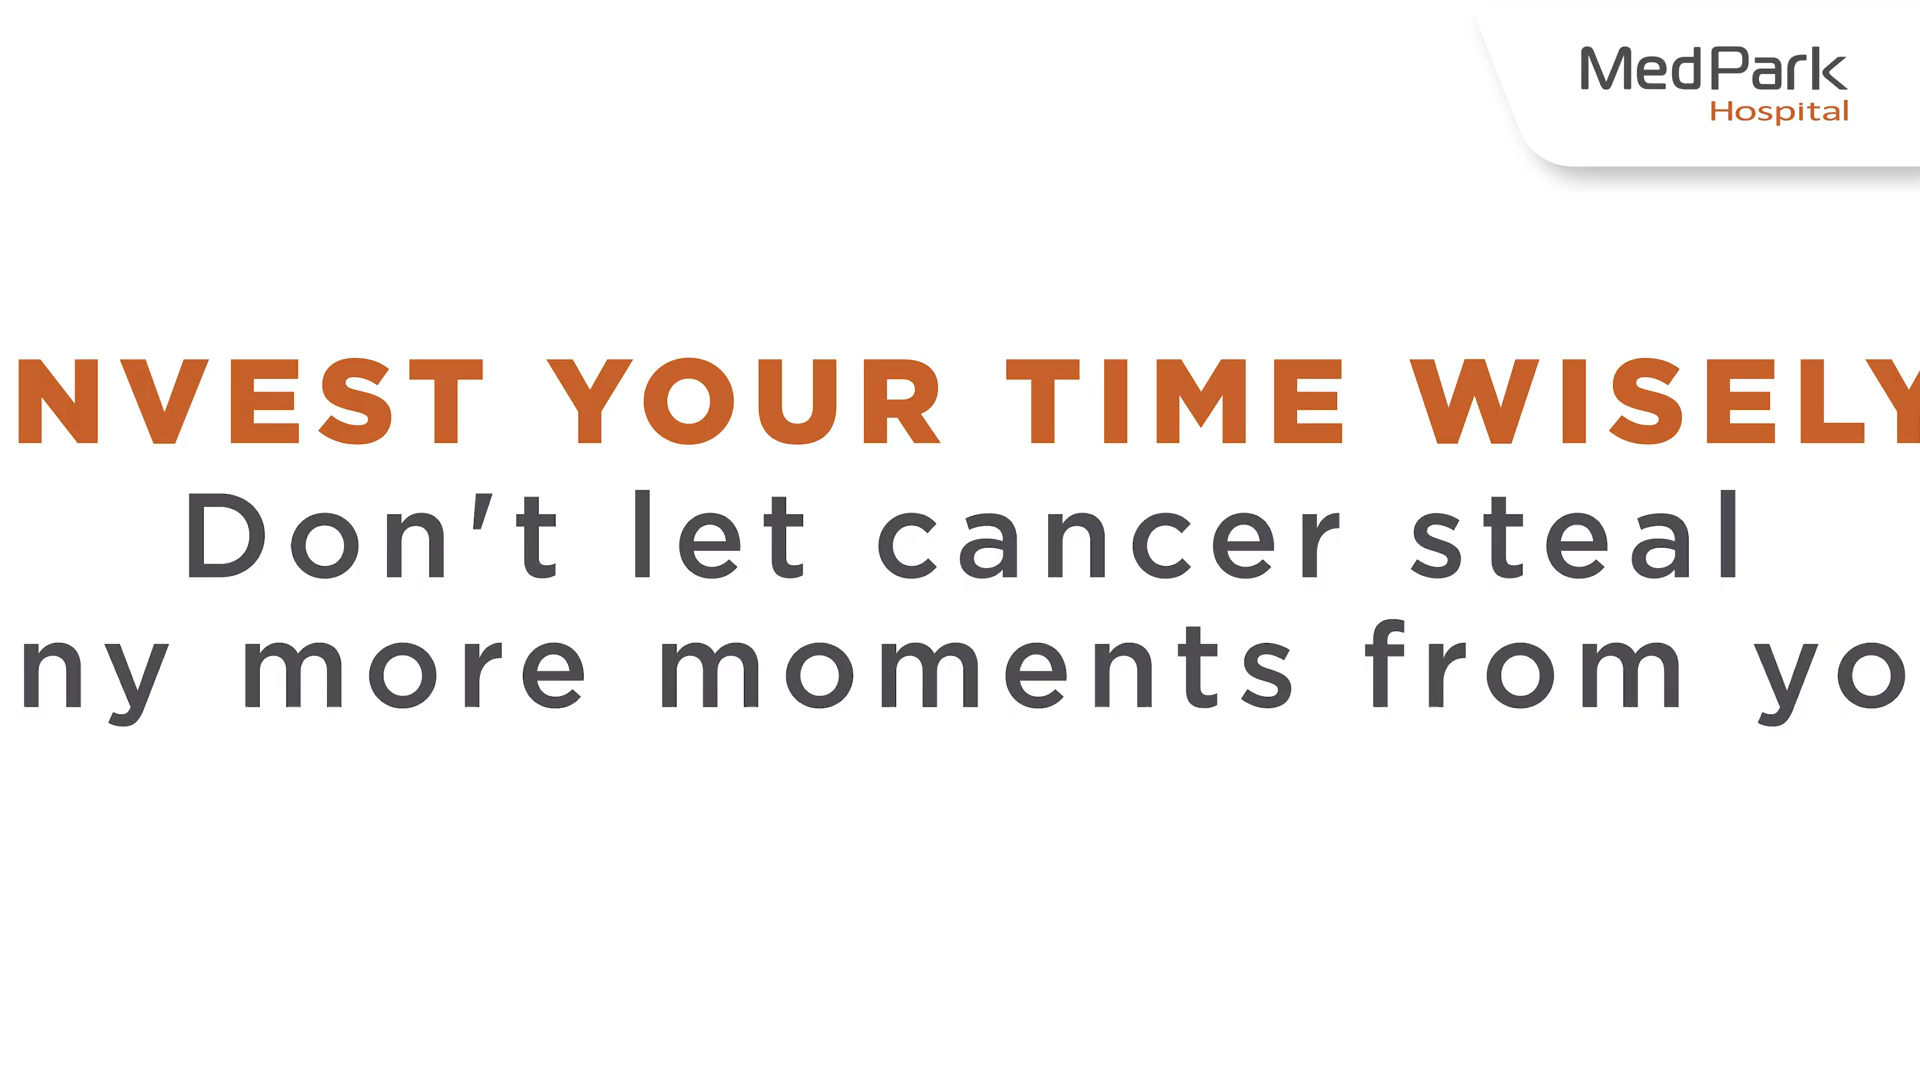 MedPark
Hospital
NVEST YOUR TIME WISELY
Don't let cancer steal
ny more moments from yo